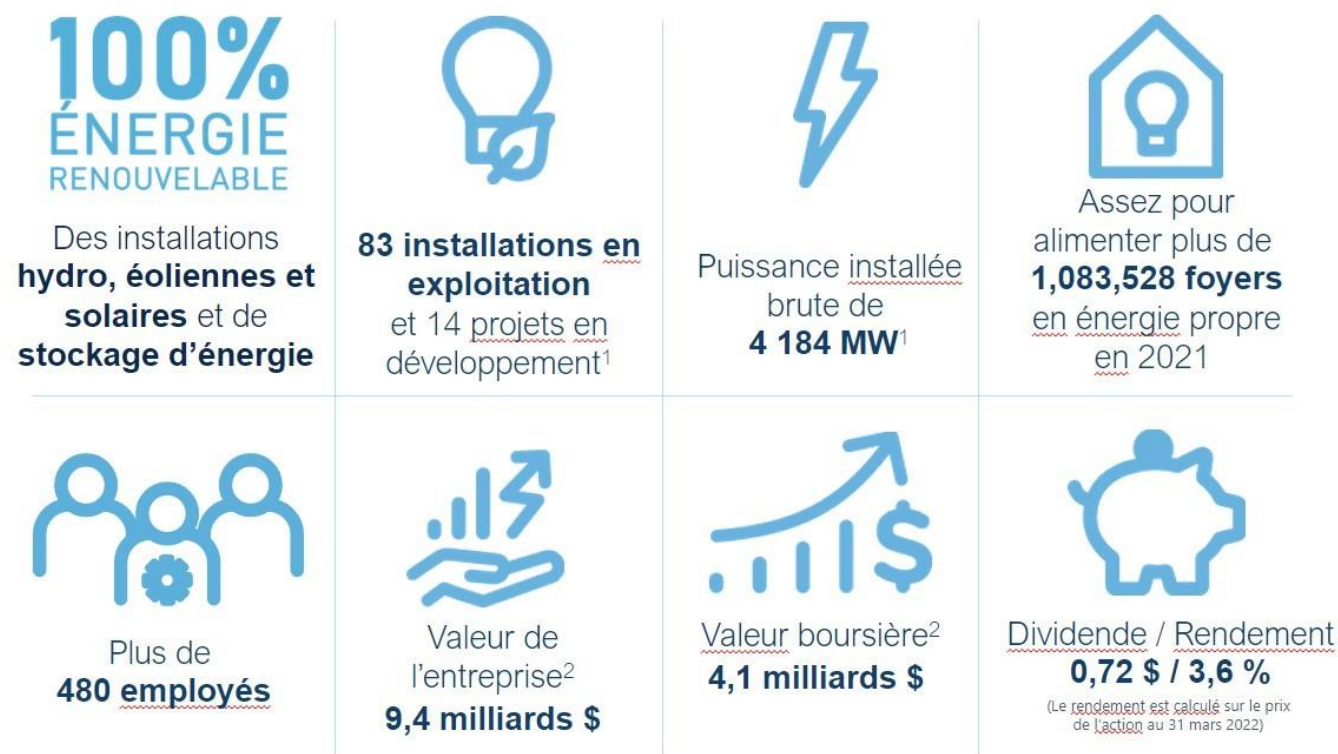 100%
ÉNERGIE
RENOUVELABLE
Des installations
hydro, éoliennes et
solaires et de
stockage d’énergie
83 installations en
exploitation
et 14 projets en
développement¹
Puissance installée
brute de
4 184 MW¹
Assez pour
alimenter plus de
1,083,528 foyers
en énergie propre
en 2021
Plus de
480 employés
Valeur de
l’entreprise²
9,4 milliards $
$
Valeur boursière²
4,1 milliards $
Dividende / Rendement
0,72 $ / 3,6 %
(Le rendement est calculé sur le prix
de l’action au 31 mars 2022)